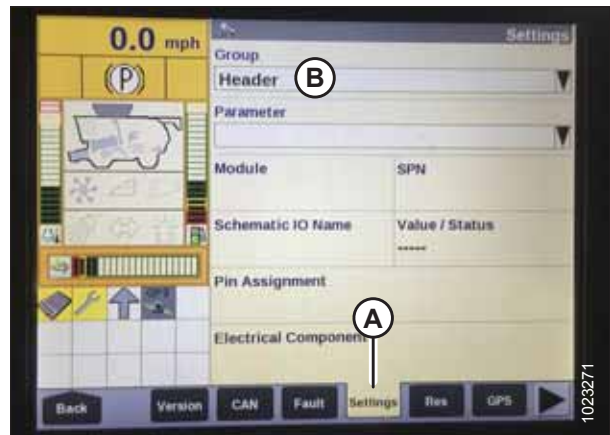 0.0 mph
(P)
Settings
Group
Header
B
Parameter
Module
SPN
Schematic IO Name
Value / Status
-----
Pin Assignment
A
Electrical Component
Back
Version
CAN
Fault
Settings
Res
GPS
1023271